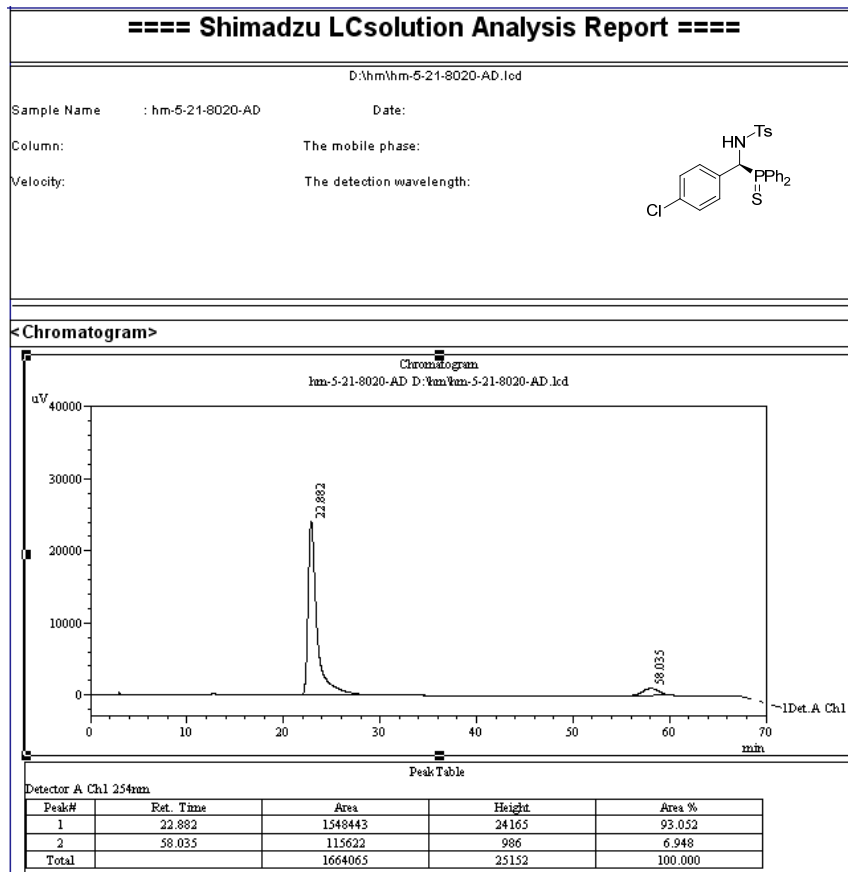 ==== Shimadzu LCsolution Analysis Report ====
D:\hm\hm-5-21-8020-AD.lcd
Sample Name : hm-5-21-8020-AD Date:
Column: The mobile phase:
Velocity: The detection wavelength:
HN Ts
PPh2
S
Cl
<Chromatogram>
Chromatogram
hm-5-21-8020-AD D:\hm\hm-5-21-8020-AD.lcd
uV
40000
30000
22.882
20000
10000
58.035
0
1Det.A Ch1
0 10 20 30 40 50 60 70
min
PeakTable
Detector A Ch1 254nm
Peak# Ret. Time Area Height Area %
1 22.882 1548443 24165 93.052
2 58.035 115622 986 6.948
Total 1664065 25152 100.000